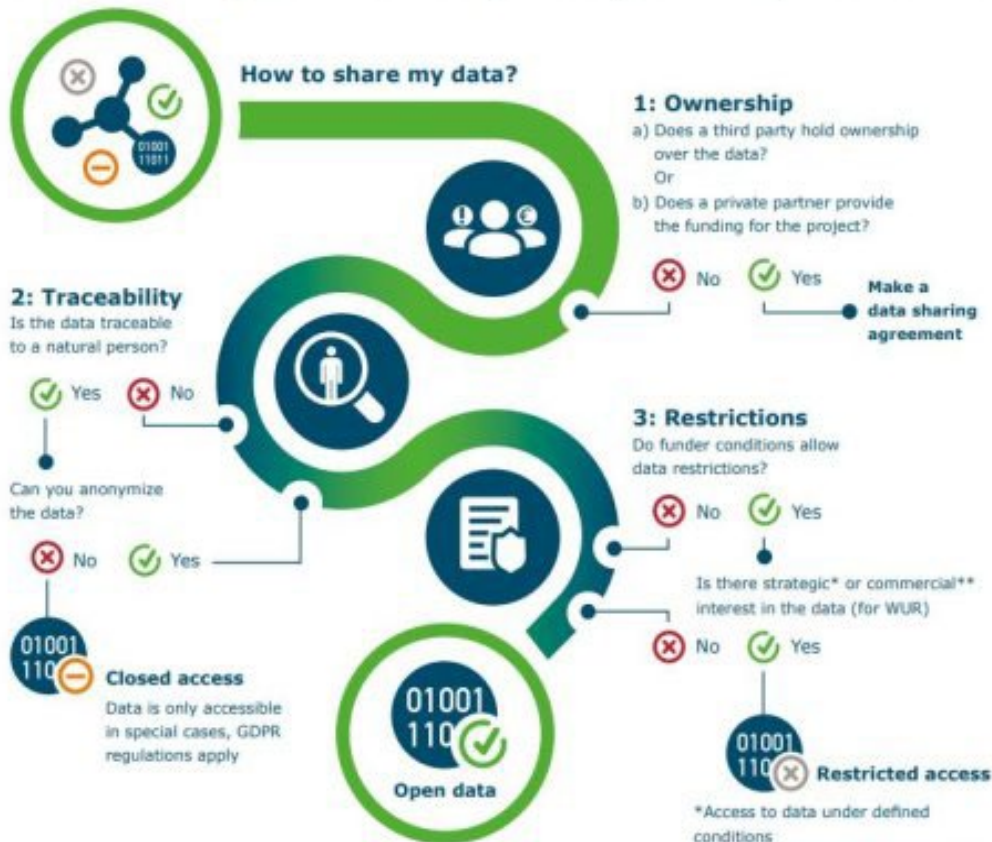 How to share my data?
01001
11011
1: Ownership
a) Does a third party hold ownership
over the data?
Or
b) Does a private partner provide
the funding for the project?
No
Yes
Make a
data sharing
agreement
2: Traceability
Is the data traceable
to a natural person?
Yes
No
Can you anonymize
the data?
No
Yes
01001
110
Closed access
Data is only accessible
in special cases, GDPR
regulations apply
3: Restrictions
Do funder conditions allow
data restrictions?
No
Yes
Is there strategic* or commercial**
interest in the data (for WUR)
No
Yes
01001
110
Restricted access
*Access to data under defined
conditions
01001
110
Open data